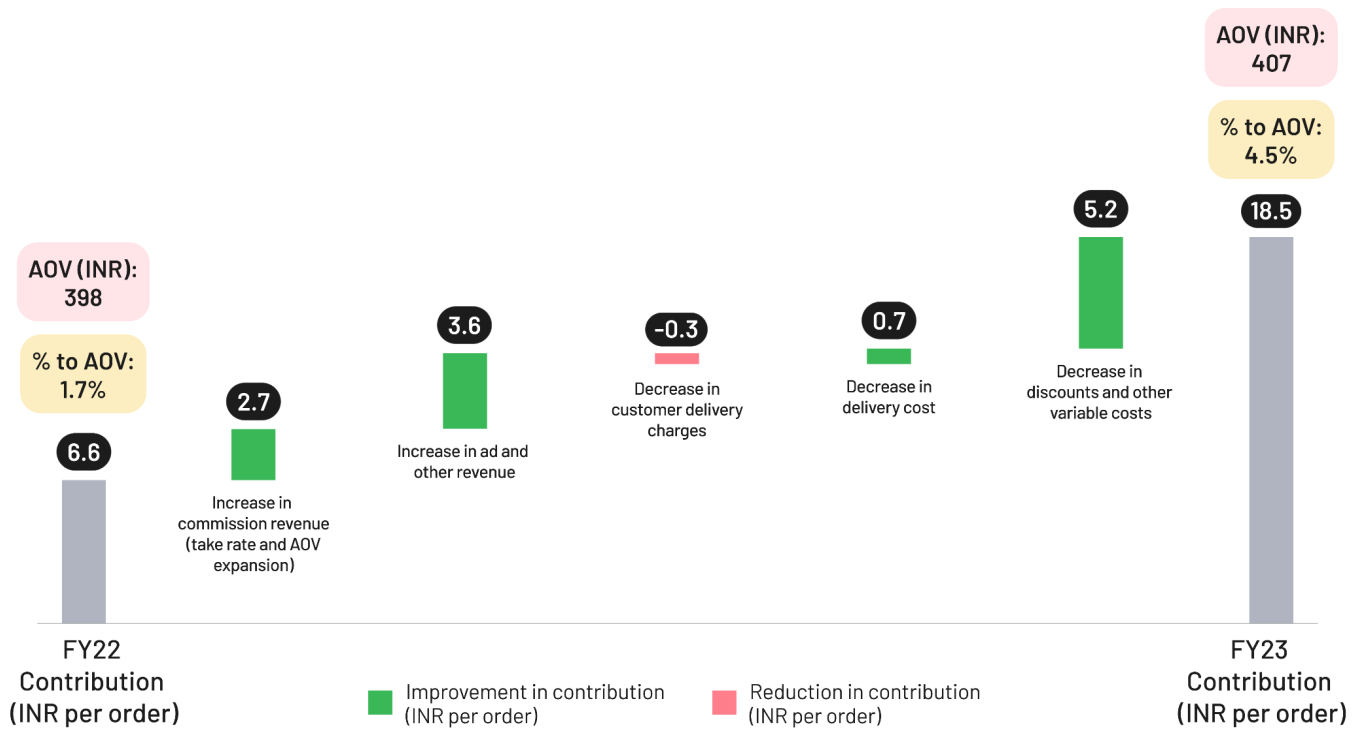 AOV (INR):
398
% to AOV:
1.7%
6.6
FY22
Contribution
(INR per order)
2.7
Increase in
commission revenue
(take rate and AOV
expansion)
3.6
Increase in ad and
other revenue
-0.3
Decrease in
customer delivery
charges
0.7
Decrease in
delivery cost
5.2
Decrease in
discounts and other
variable costs
AOV (INR):
407
% to AOV:
4.5%
18.5
FY23
Contribution
(INR per order)
Improvement in contribution
(INR per order)
Reduction in contribution
(INR per order)